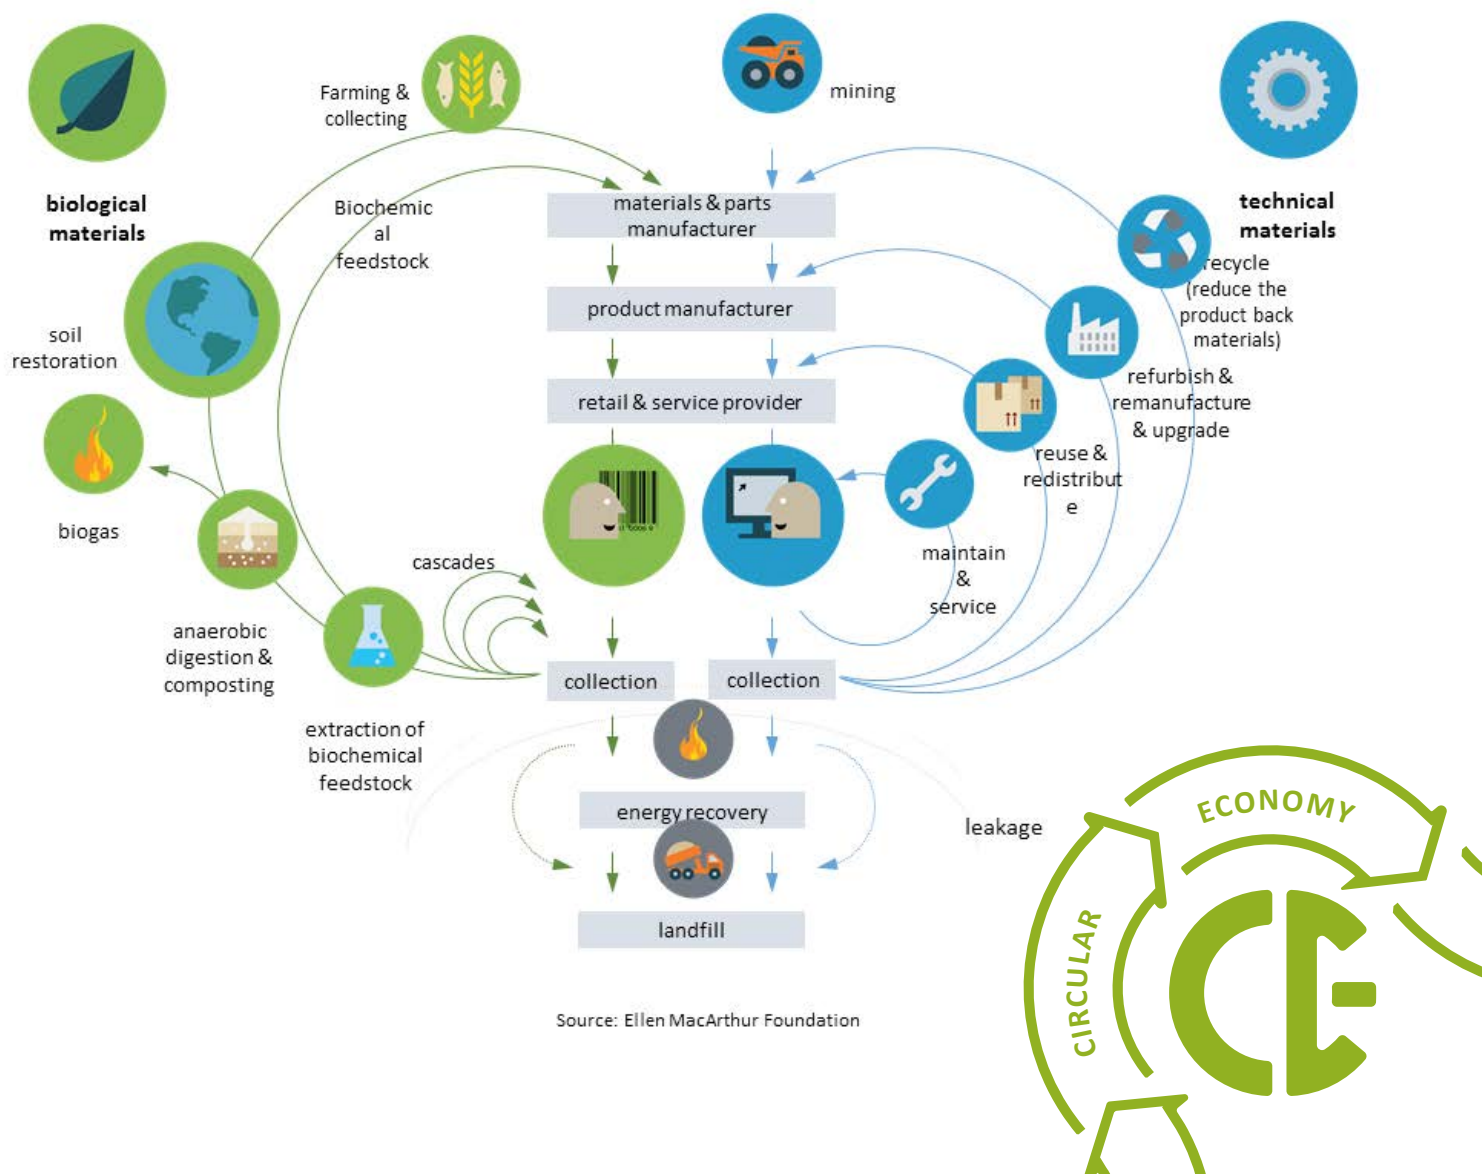 Farming &
collecting
mining
biological
materials
Biochemic
al
feedstock
materials & parts
manufacturer
technical
materials
recycle
(reduce the
product back
materials)
product manufacturer
soil
restoration
refurbish &
remanufacture
& upgrade
retail & service provider
reuse &
redistribut
e
biogas
cascades
maintain
&
service
anaerobic
digestion &
composting
collection
collection
extraction of
biochemical
feedstock
energy recovery
leakage
landfill
Source: Ellen MacArthur Foundation
CIRCULAR
ECONOMY
CE